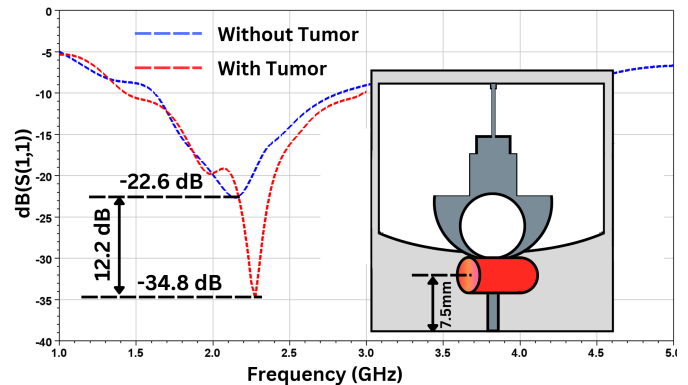 0
-5
-10
-15
-20
-25
-30
-35
-40
dB(S(1,1))
Without Tumor
With Tumor
-22.6 dB
12.2 dB
-34.8 dB
7.5mm
1.0
1.5
2.0
2.5
3.0
3.5
4.0
4.5
5.0
Frequency (GHz)